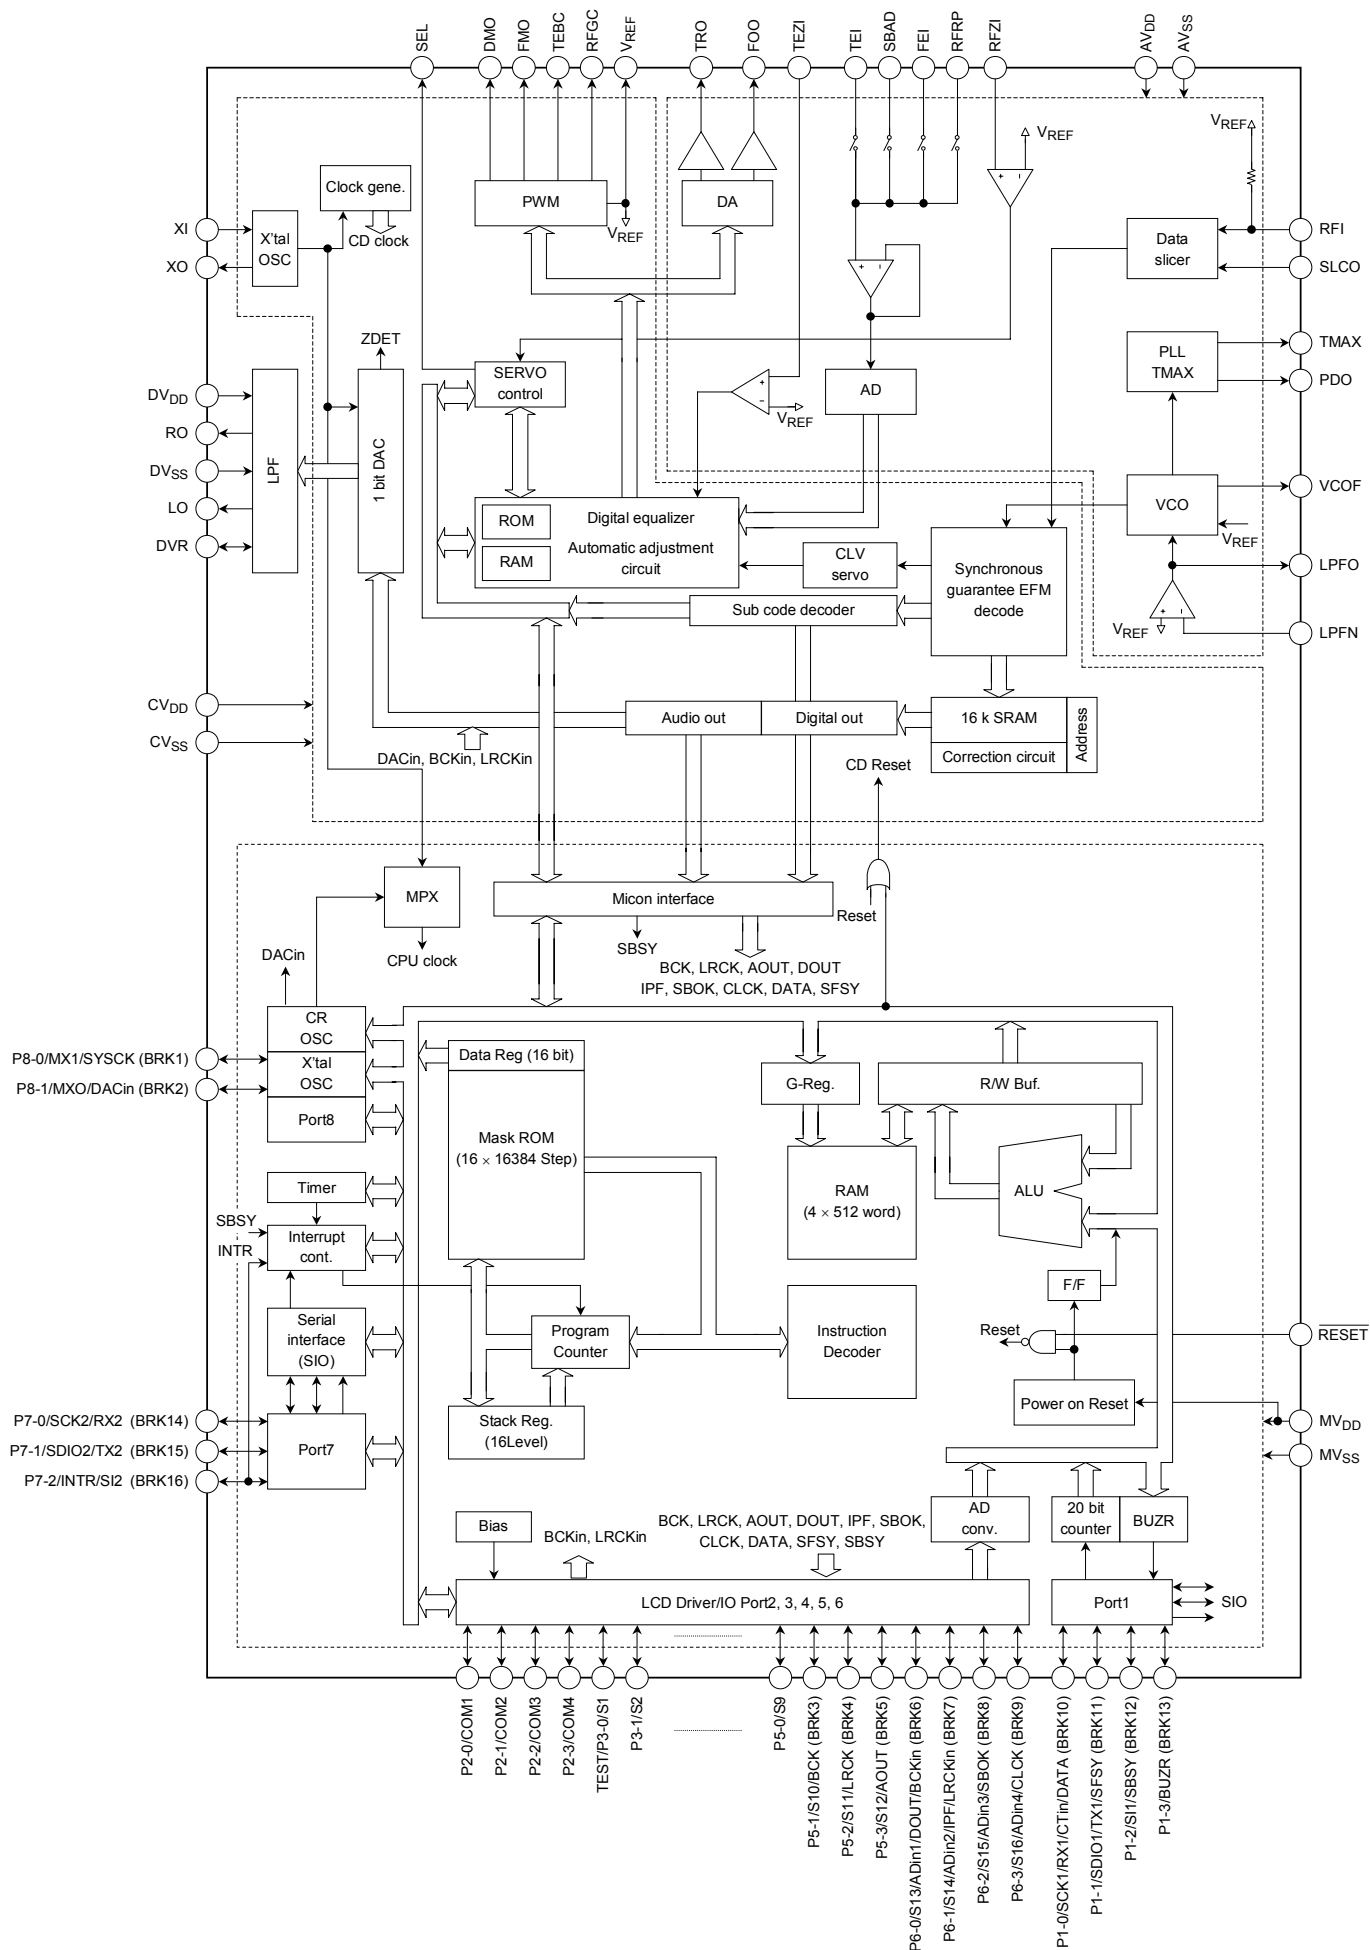 SEL
DMO
FMO
TEBC
RFGC
VREF
TRO
FOO
TEZI
TEI
SBAD
FEI
RFRP
RFZI
AVDD
AVSS
VREF
VREF
Clock gene.
CD clock
PWM
VREF
DA
XI
XO
X'tal
OSC
Data
slicer
RFI
SLCO
ZDET
PLL
TMAX
TMAX
PDO
SERVO
control
VREF
AD
DVDD
RO
DVSS
LO
DVR
LPF
1 bit DAC
VCO
VREF
VCOF
LPFO
LPFN
VREF
ROM
RAM
Digital equalizer
Automatic adjustment
circuit
CLV
servo
Synchronous
guarantee EFM
decode
Sub code decoder
CVDD
CVSS
Audio out
Digital out
16 k SRAM
Correction circuit
Address
DACin, BCKin, LRCKin
CD Reset
MPX
CPU clock
Micon interface
Reset
SBSY
BCK, LRCK, AOUT, DOUT
IPF, SBOK, CLCK, DATA, SFSY
DACin
CR
OSC
X'tal
OSC
Port8
P8-0/MX1/SYSCK (BRK1)
P8-1/MXO/DACin (BRK2)
Data Reg (16 bit)
Mask ROM
(16 × 16384 Step)
G-Reg.
R/W Buf.
RAM
(4 × 512 word)
ALU
Timer
SBSY
INTR
Interrupt
cont.
Serial
interface
(SIO)
Program
Counter
Instruction
Decoder
F/F
Reset
RESET
Power on Reset
MVDD
MVSS
Stack Reg.
(16Level)
P7-0/SCK2/RX2 (BRK14)
P7-1/SDIO2/TX2 (BRK15)
P7-2/INTR/SI2 (BRK16)
Port7
Bias
BCKin, LRCKin
BCK, LRCK, AOUT, DOUT, IPF, SBOK,
CLCK, DATA, SFSY, SBSY
AD
conv.
20 bit
counter
BUZR
LCD Driver/IO Port2, 3, 4, 5, 6
Port1
SIO
P2-0/COM1
P2-1/COM2
P2-2/COM3
P2-3/COM4
TEST/P3-0/S1
P3-1/S2
P5-0/S9
P5-1/S10/BCK (BRK3)
P5-2/S11/LRCK (BRK4)
P5-3/S12/AOUT (BRK5)
P6-0/S13/ADin1/DOUT/BCKin (BRK6)
P6-1/S14/ADin2/IPF/LRCKin (BRK7)
P6-2/S15/ADin3/SBOK (BRK8)
P6-3/S16/ADin4/CLCK (BRK9)
P1-0/SCK1/RX1/CTin/DATA (BRK10)
P1-1/SDIO1/TX1/SFSY (BRK11)
P1-2/SI1/SBSY (BRK12)
P1-3/BUZR (BRK13)